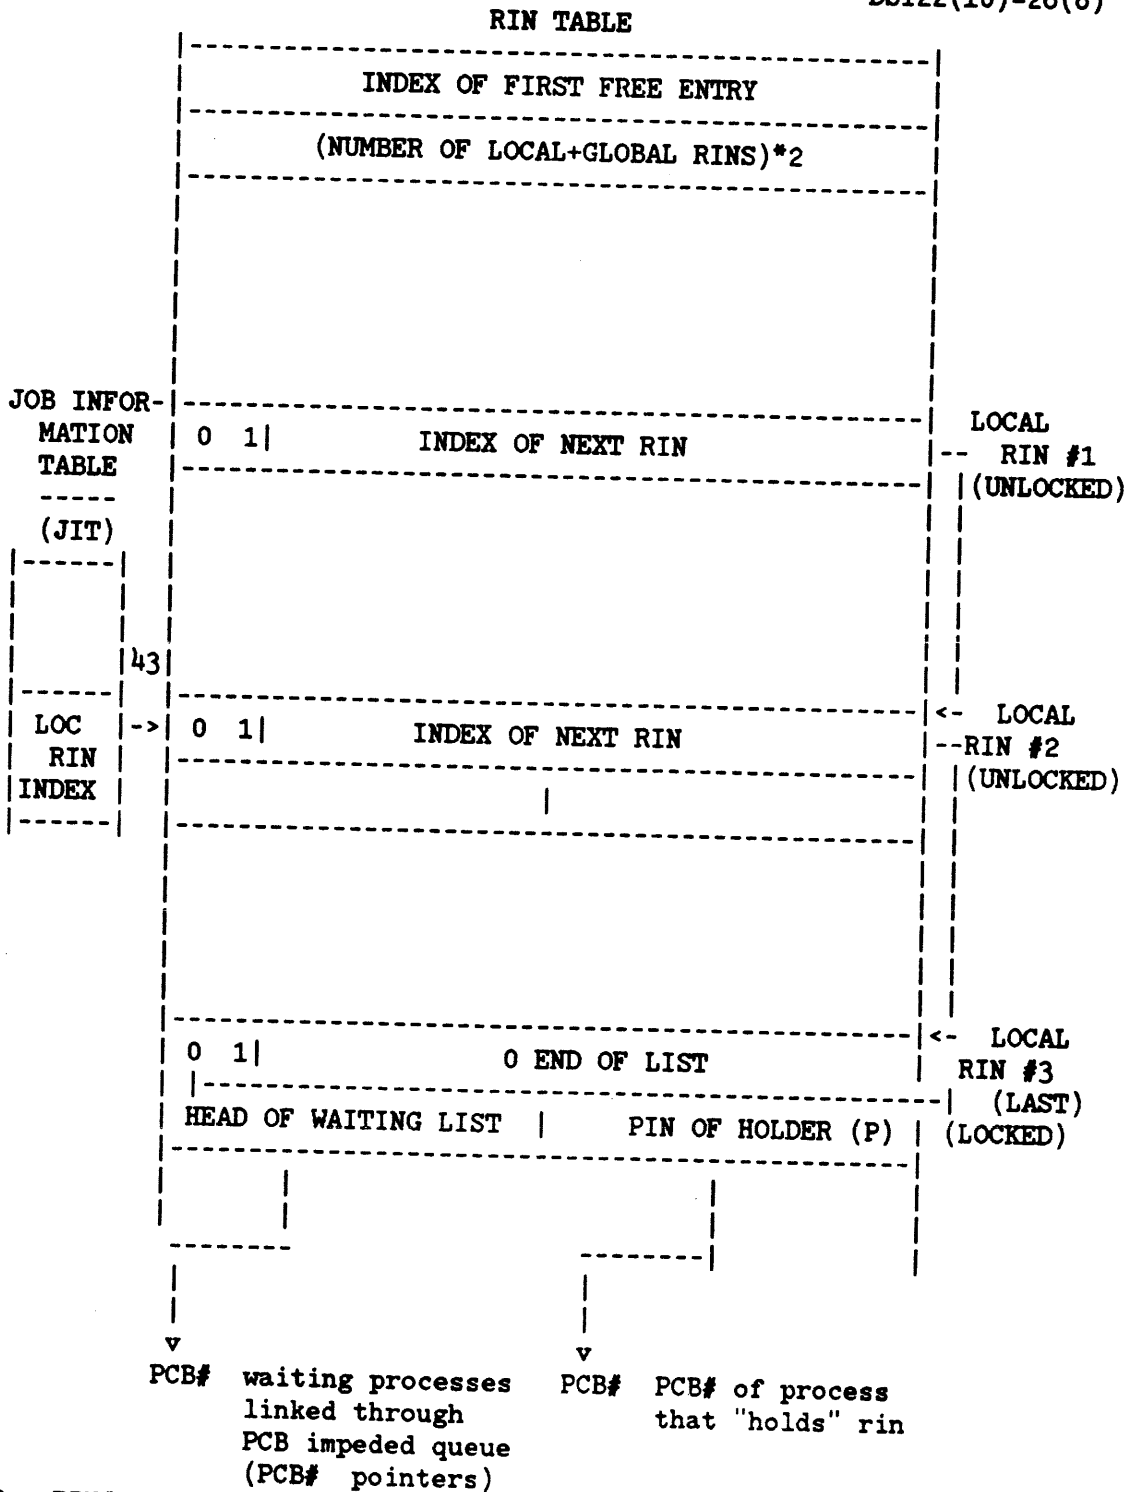 RIN TABLE
INDEX OF FIRST FREE ENTRY
(NUMBER OF LOCAL+GLOBAL RINS)*2
JOB INFOR-
MATION
TABLE
(JIT)
0 1| INDEX OF NEXT RIN
LOCAL
RIN #1
(UNLOCKED)
43
LOC
RIN
INDEX
->
0 1| INDEX OF NEXT RIN
<- LOCAL
--RIN #2
(UNLOCKED)
0 1| 0 END OF LIST
<- LOCAL
RIN #3
(LAST)
(LOCKED)
HEAD OF WAITING LIST | PIN OF HOLDER (P)
PCB# waiting processes
linked through
PCB impeded queue
(PCB# pointers)
PCB# PCB# of process
that "holds" rin